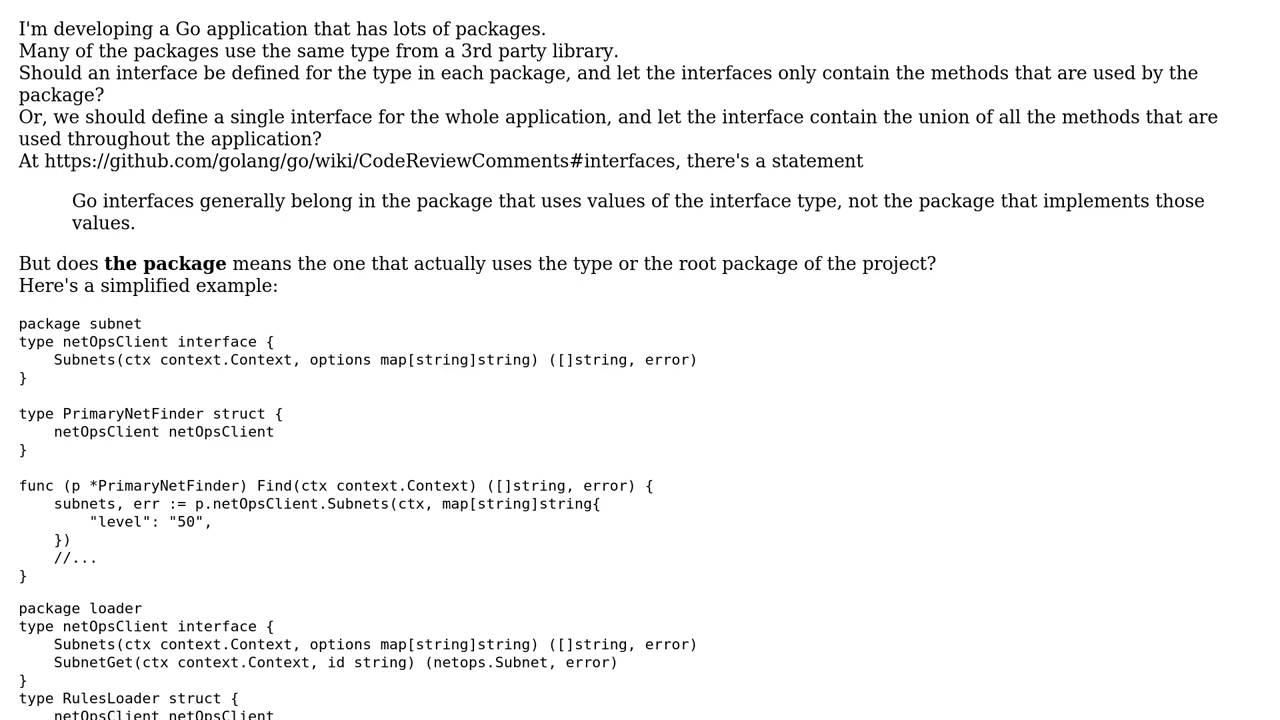 I'm developing a Go application that has lots of packages.
Many of the packages use the same type from a 3rd party library.
Should an interface be defined for the type in each package, and let the interfaces only contain the methods that are used by the
package?
Or, we should define a single interface for the whole application, and let the interface contain the union of all the methods that are
used throughout the application?
At https://github.com/golang/go/wiki/CodeReviewComments#interfaces, there's a statement
Go interfaces generally belong in the package that uses values of the interface type, not the package that implements those
values.
But does the package means the one that actually uses the type or the root package of the project?
Here's a simplified example:
package subnet
type netOpsClient interface {
    Subnets(ctx context.Context, options map[string]string) ([]string, error)
}
type PrimaryNetFinder struct {
    netOpsClient netOpsClient
}
func (p *PrimaryNetFinder) Find(ctx context.Context) ([]string, error) {
    subnets, err := p.netOpsClient.Subnets(ctx, map[string]string{
        "level": "50",
    })
    //...
}
package loader
type netOpsClient interface {
    Subnets(ctx context.Context, options map[string]string) ([]string, error)
    SubnetGet(ctx context.Context, id string) (netops.Subnet, error)
}
type RulesLoader struct {
    netOpsClient netOpsClient